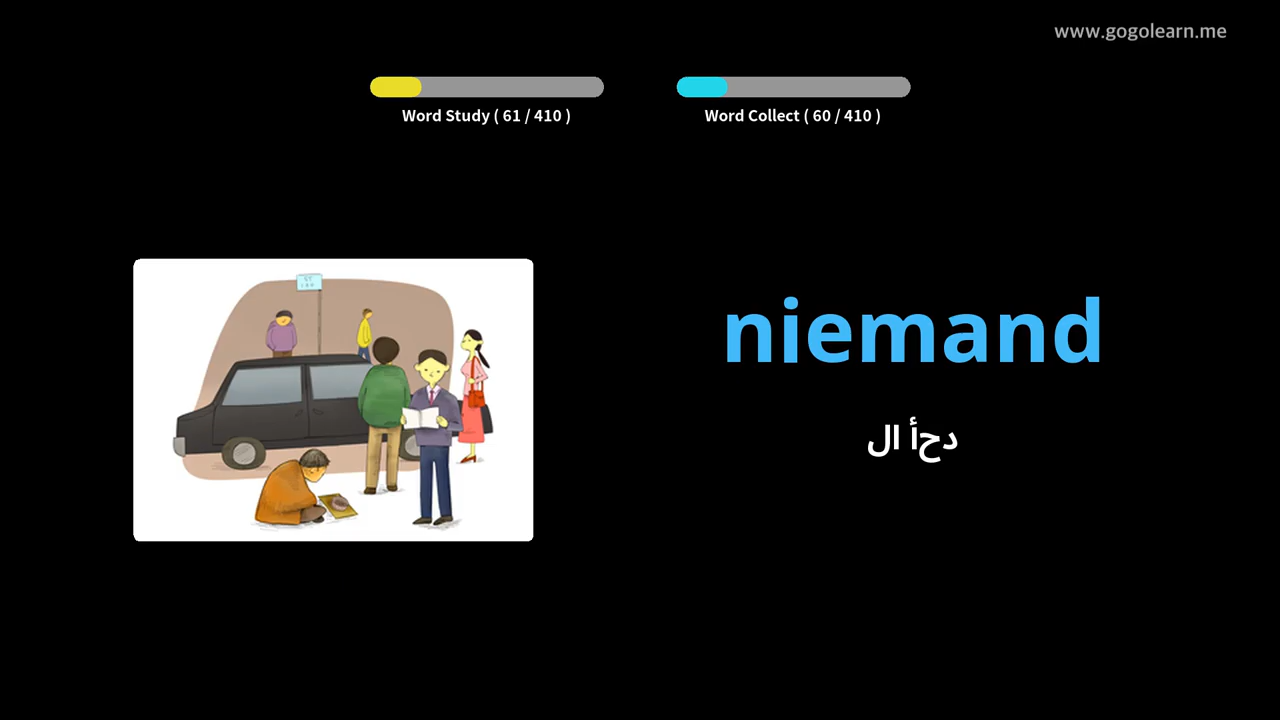 www.gogolearn.me
Word Study ( 61 / 410 )
Word Collect ( 60 / 410 )
niemand
دحأ ال